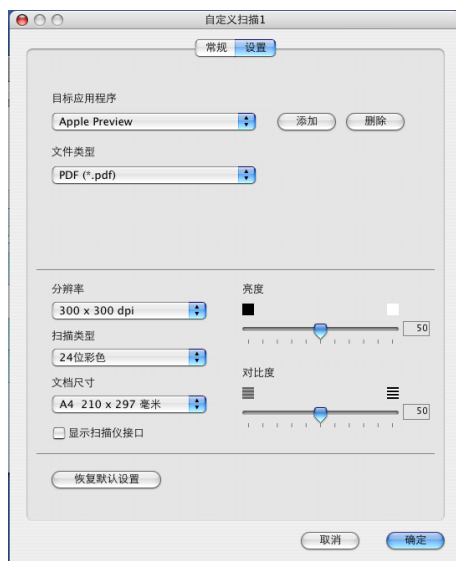 自定义扫描1
常规 设置
目标应用程序
Apple Preview 添加 删除
文件类型
PDF (*.pdf)
分辨率 亮度
300 x 300 dpi
50
扫描类型
24位彩色
文档尺寸 对比度
A4 210 x 297 毫米
50
显示扫描仪接口
恢复默认设置
取消 确定